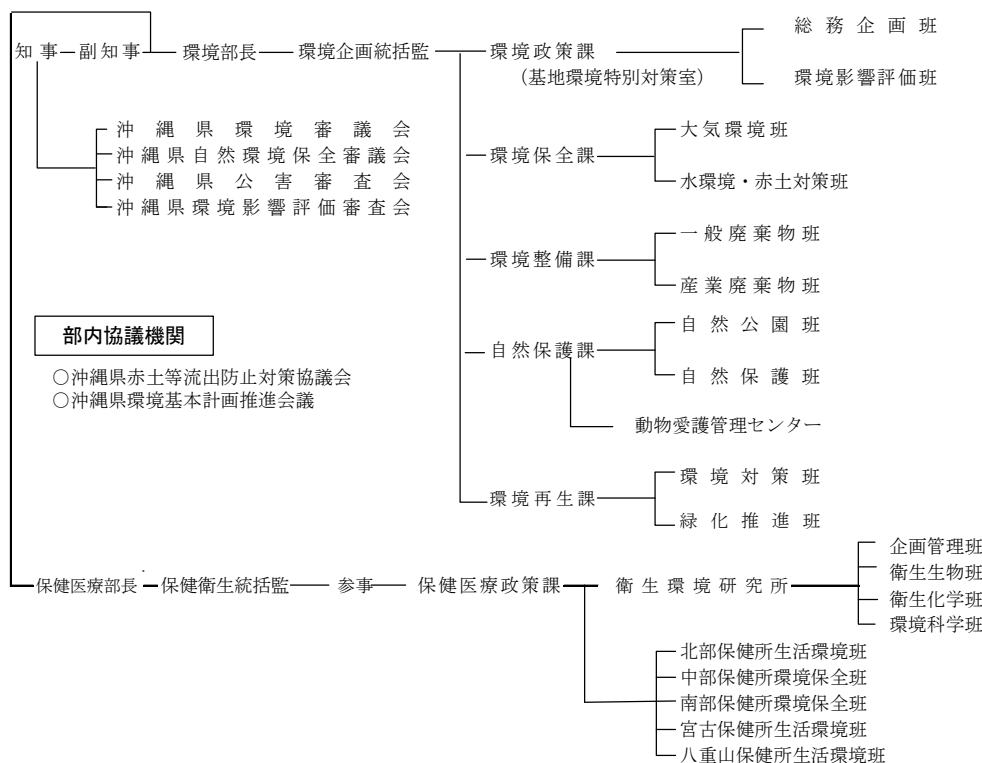 総務企画班
知事 副知事 環境部長 環境企画統括監 環境政策課
(基地環境特別対策室) 環境影響評価班
沖縄県環境審議会 大気環境班
沖縄県自然環境保全審議会 環境保全課
沖縄県公害審査会 水環境・赤土対策班
沖縄県環境影響評価審査会
一般廃棄物班
環境整備課
産業廃棄物班
部内協議機関 自然公園班
自然保護課
○沖縄県赤土等流出防止対策協議会 自然保護班
○沖縄県環境基本計画推進会議
動物愛護管理センター
環境対策班
環境再生課
緑化推進班
企画管理班
保健医療部長 保健衛生統括監 参事 保健医療政策課 衛生環境研究所 衛生生物班
衛生化学班
環境科学班
北部保健所生活環境班
中部保健所環境保全班
南部保健所環境保全班
宮古保健所生活環境班
八重山保健所生活環境班